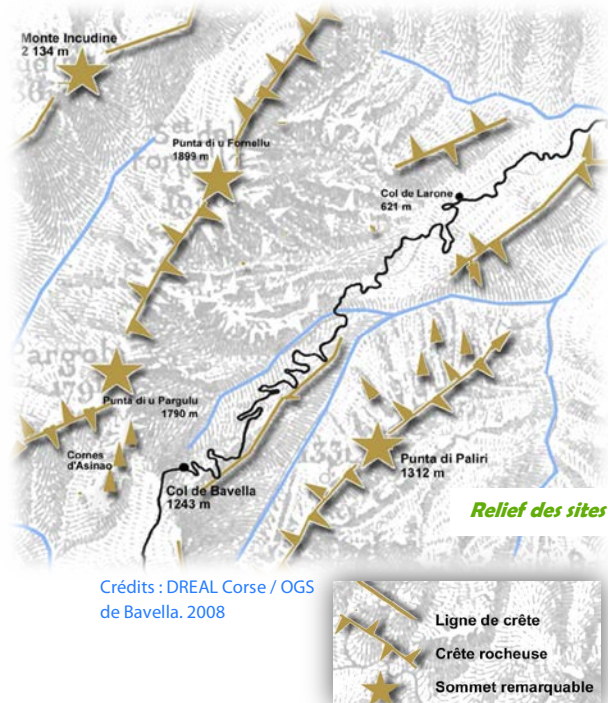 Monte Incudine
2 134 m
Punta di u Fornellu
1899 m
Col de Larone
621 m
Punta di u Pargulu
1790 m
Cornes
d'Asinao
Col de Bavella
1243 m
Punta di Paliri
1312 m
Relief des sites
Crédits : DREAL Corse / OGS
de Bavella. 2008
Ligne de crête
Crête rocheuse
Sommet remarquable